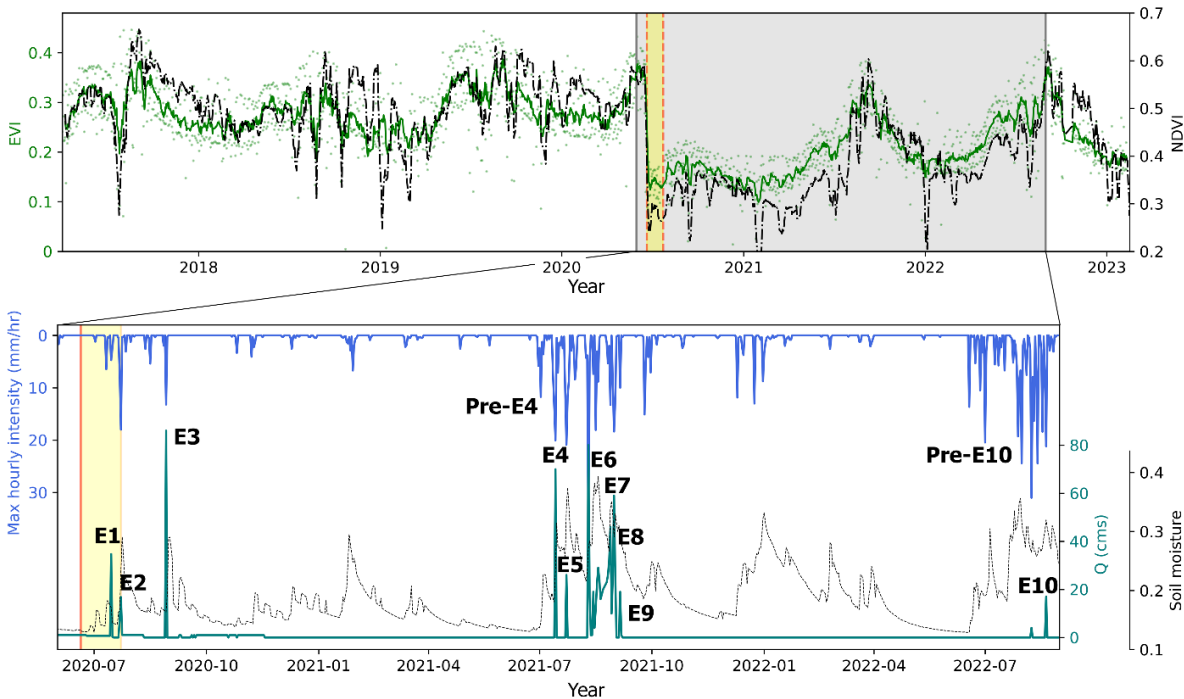 0.7
0.4
0.6
0.3
0.5
EVI
NDVI
0.2
0.4
0.1
0.3
0
0.2
2018
2019
2020
2021
2022
2023
Year
Max hourly intensity (mm/hr)
0
10
20
30
Pre-E4
Pre-E10
E3
E4
E6
E7
E1
E5
E8
E2
E9
E10
80
60
40
20
0
Q (cms)
0.4
0.3
0.2
0.1
Soil moisture
2020-07
2020-10
2021-01
2021-04
2021-07
2021-10
2022-01
2022-04
2022-07
Year